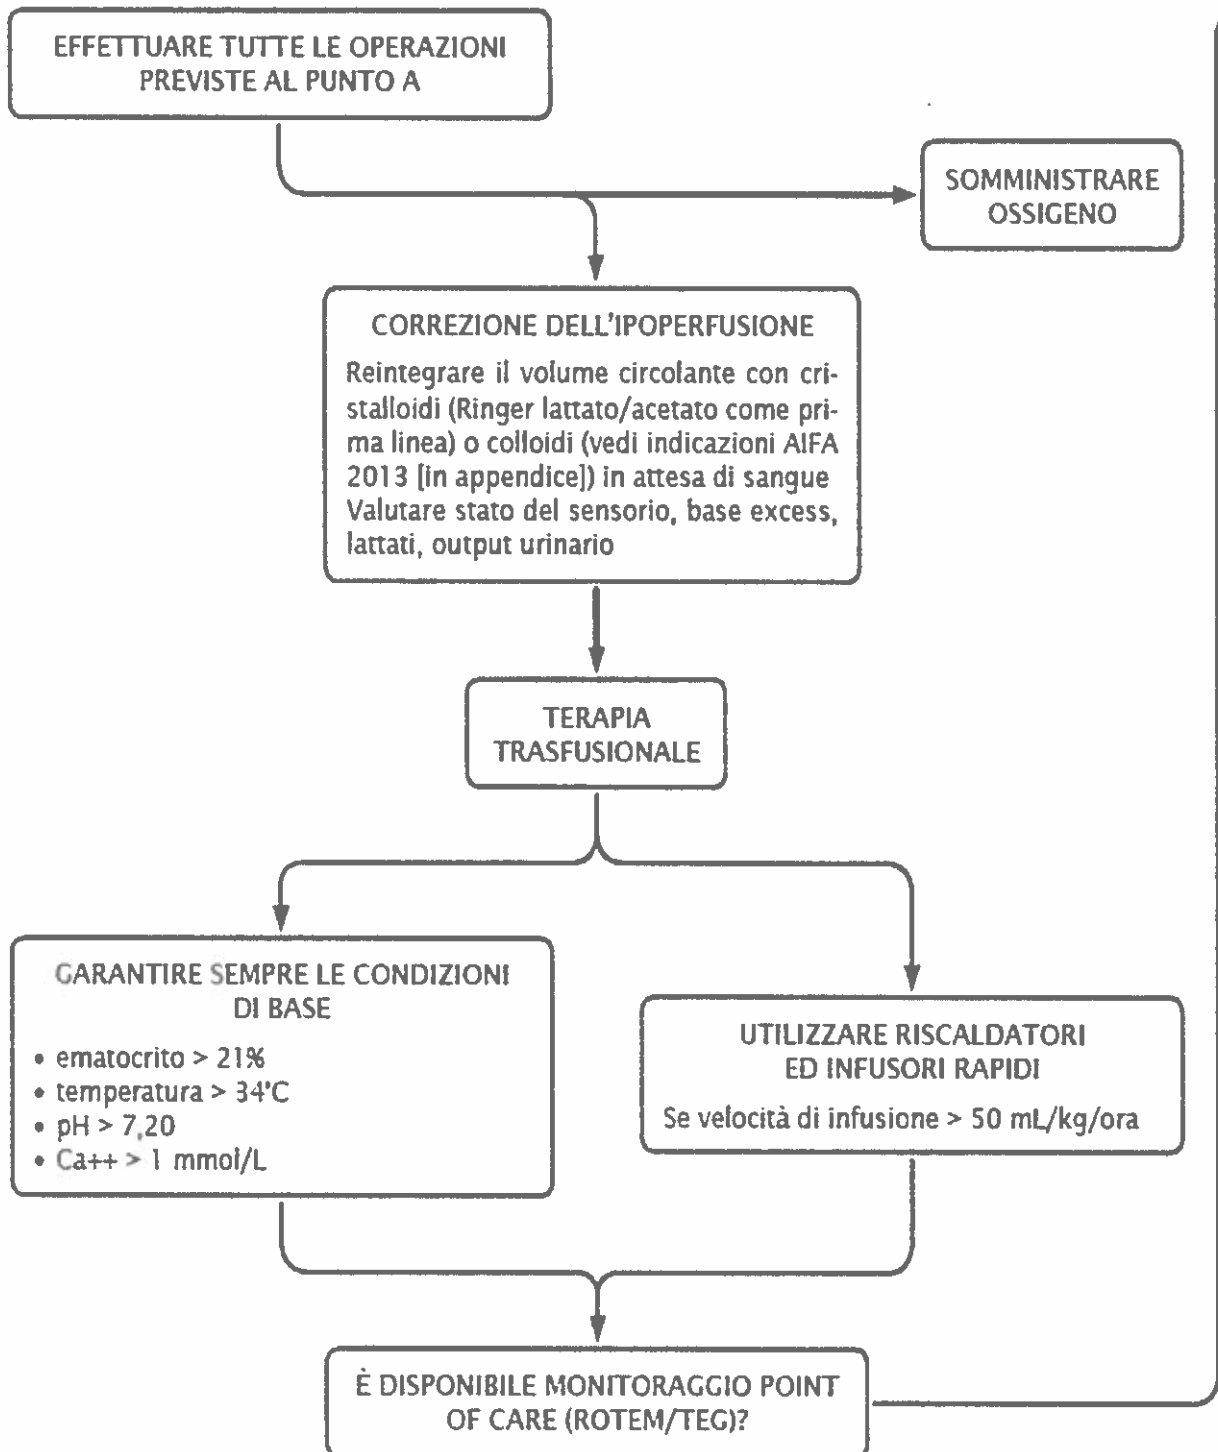 EFFETTUARE TUTTE LE OPERAZIONI
PREVISTE AL PUNTO A
SOMMINISTRARE
OSSIGENO
CORREZIONE DELL'IPOPERFUSIONE
Reintegrare il volume circolante con cri-
stalloidi (Ringer lattato/acetato come pri-
ma linea) o colloidi (vedi indicazioni AIFA
2013 [in appendice]) in attesa di sangue
Valutare stato del sensorio, base excess,
lattati, output urinario
TERAPIA
TRASFUSIONALE
GARANTIRE SEMPRE LE CONDIZIONI
DI BASE
• ematocrito > 21%
• temperatura > 34°C
• pH > 7,20
• Ca++ > 1 mmol/L
UTILIZZARE RISCALDATORI
ED INFUSORI RAPIDI
Se velocità di infusione > 50 mL/kg/ora
È DISPONIBILE MONITORAGGIO POINT
OF CARE (ROTEM/TEG)?